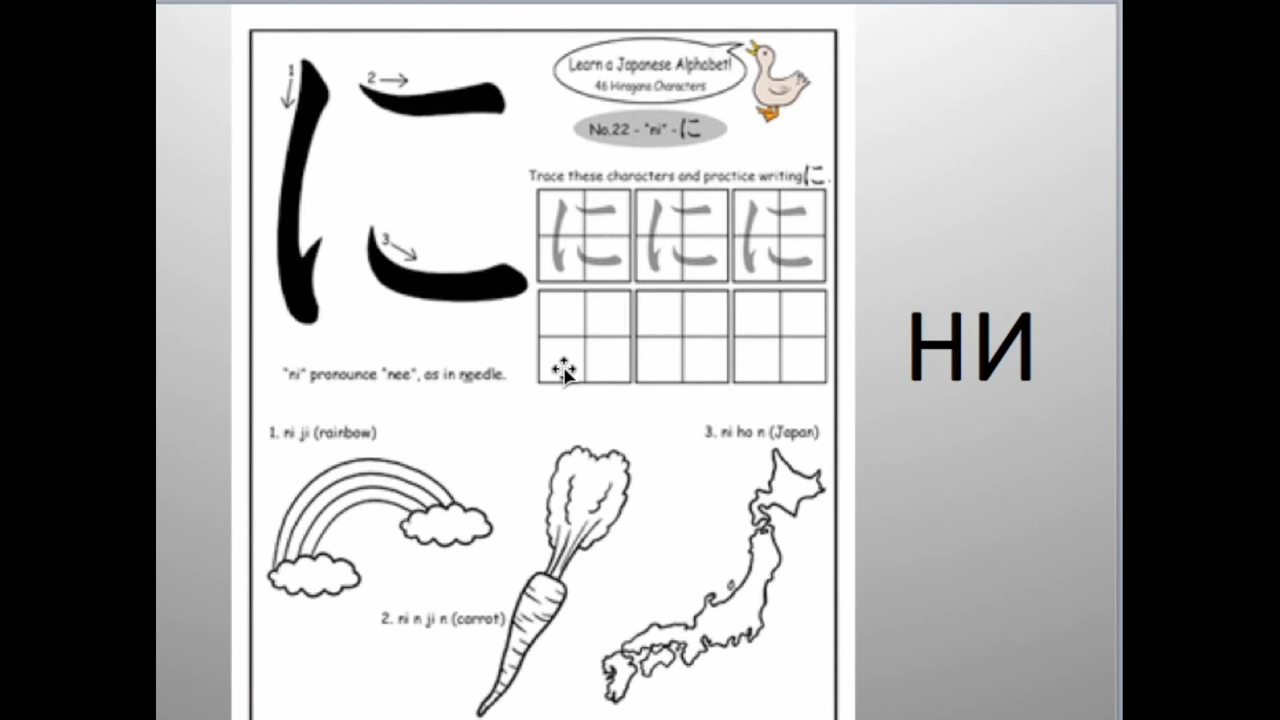 に
1
2
3
Learn a Japanese Alphabet!
46 Hiragana Characters
No.22 - "ni" - に
Trace these characters and practice writing に.
に に に
"ni" pronounce "nee", as in needle.
ни
1. ni ji (rainbow)
3. ni ho n (Japan)
2. ni n ji n (carrot)